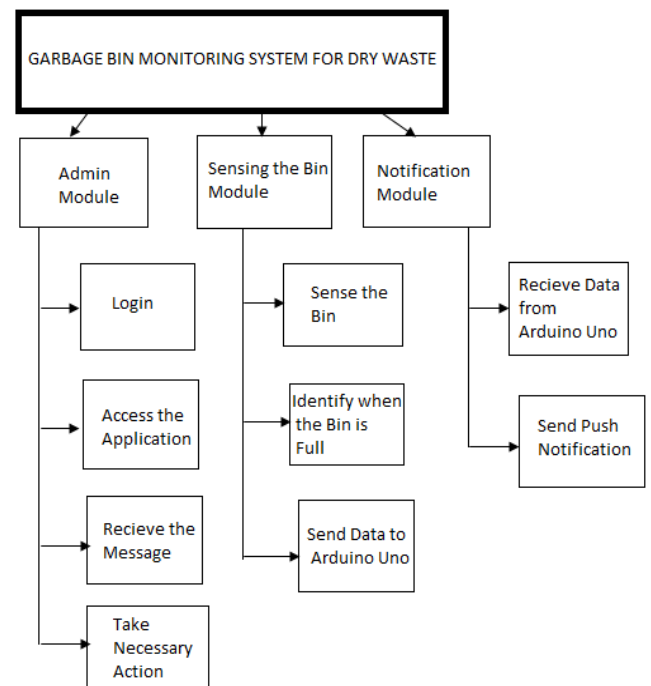 GARBAGE BIN MONITORING SYSTEM FOR DRY WASTE
Admin
Module
Login
Access the
Application
Recieve the
Message
Take
Necessary
Action
Sensing the Bin
Module
Sense the
Bin
Identify when
the Bin is
Full
Send Data to
Arduino Uno
Notification
Module
Recieve Data
from
Arduino Uno
Send Push
Notification